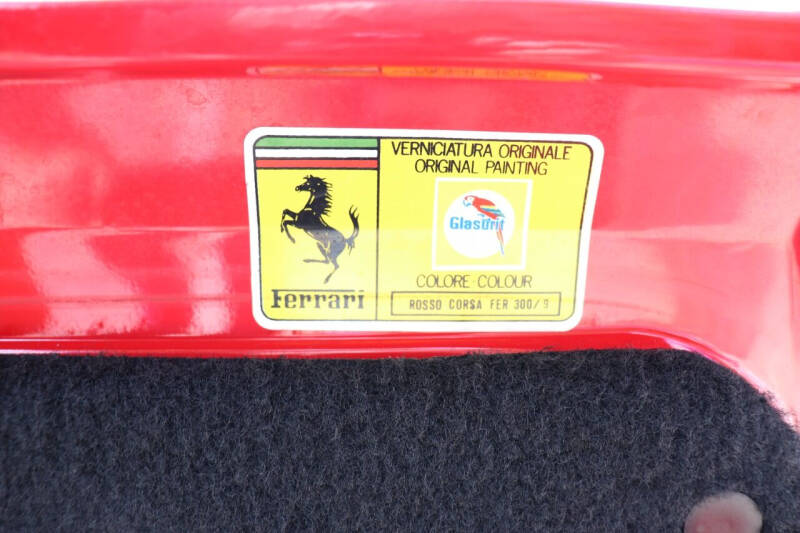 VERNICIATURA ORIGINALE
ORIGINAL PAINTING
Glasurit
COLORE-COLOUR
Ferrari
ROSSO CORSA FER 300/9